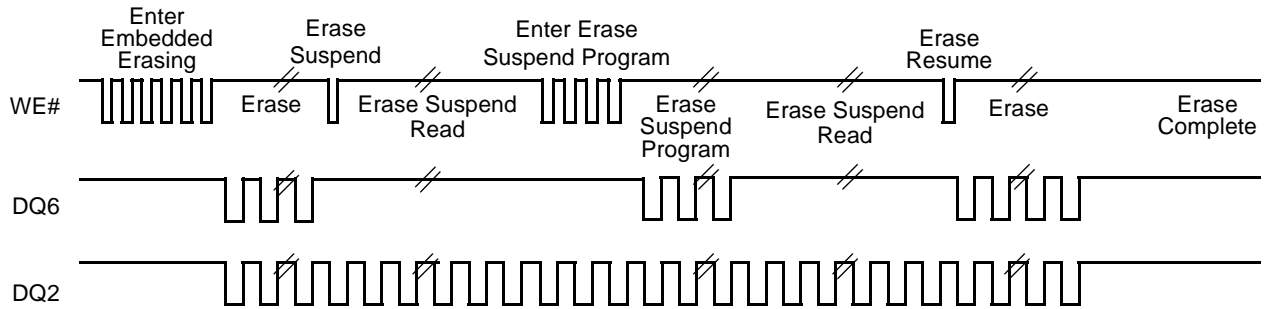 Enter
Embedded
Erasing
Erase
Suspend
Enter Erase
Suspend Program
Erase
Resume
WE#
Erase
Erase Suspend
Read
Erase
Suspend
Program
Erase Suspend
Read
Erase
Erase
Complete
DQ6
DQ2